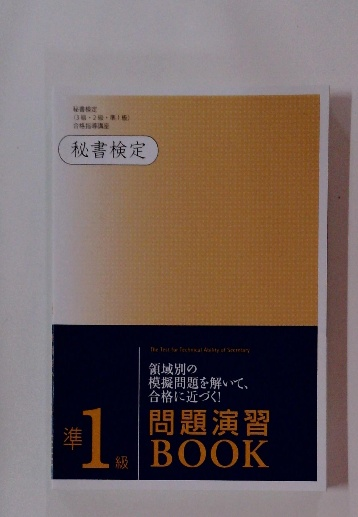 秘書検定
(3級・2級・準1級)
合格指導講座
秘書検定
The Test for Technical Ability of Secretary
領域別の
模擬問題を解いて、
合格に近づく!
準1級
問題演習
BOOK